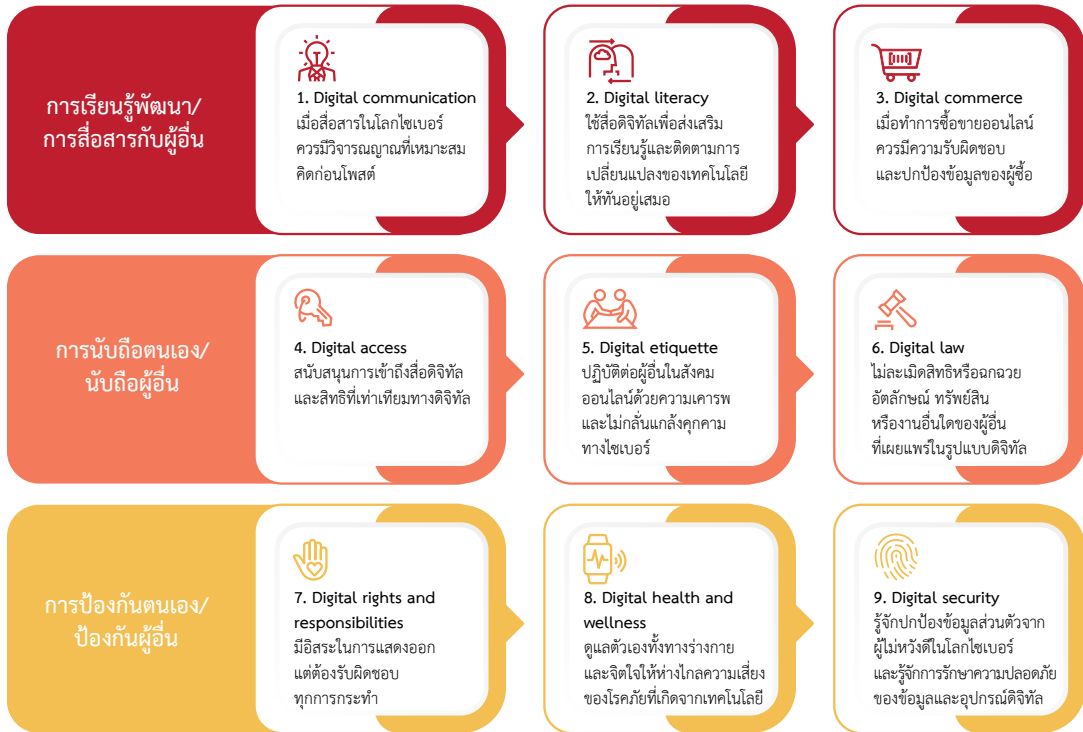 การเรียนรู้พัฒนา/
การสื่อสารกับผู้อื่น
1. Digital communication
เมื่อสื่อสารในโลกไซเบอร์
ควรมีวิจารณญาณที่เหมาะสม
คิดก่อนโพสต์
2. Digital literacy
ใช้สื่อดิจิทัลเพื่อส่งเสริม
การเรียนรู้และติดตามการ
เปลี่ยนแปลงของเทคโนโลยี
ให้ทันอยู่เสมอ
3. Digital commerce
เมื่อทำการซื้อขายออนไลน์
ควรมีความรับผิดชอบ
และปกป้องข้อมูลของผู้ซื้อ
การนับถือตนเอง/
นับถือผู้อื่น
4. Digital access
สนับสนุนการเข้าถึงสื่อดิจิทัล
และสิทธิที่เท่าเทียมทางดิจิทัล
5. Digital etiquette
ปฏิบัติต่อผู้อื่นในสังคม
ออนไลน์ด้วยความเคารพ
และไม่กลั่นแกล้งคุกคาม
ทางไซเบอร์
6. Digital law
ไม่ละเมิดสิทธิหรือฉกฉวย
อัตลักษณ์ ทรัพย์สิน
หรืองานอื่นใดของผู้อื่น
ที่เผยแพร่ในรูปแบบดิจิทัล
การป้องกันตนเอง/
ป้องกันผู้อื่น
7. Digital rights and
responsibilities
มีอิสระในการแสดงออก
แต่ต้องรับผิดชอบ
ทุกการกระทำ
8. Digital health and
wellness
ดูแลตัวเองทั้งทางร่างกาย
และจิตใจให้ห่างไกลความเสี่ยง
ของโรคภัยที่เกิดจากเทคโนโลยี
9. Digital security
รู้จักปกป้องข้อมูลส่วนตัวจาก
ผู้ไม่หวังดีในโลกไซเบอร์
และรู้จักการรักษาความปลอดภัย
ของข้อมูลและอุปกรณ์ดิจิทัล